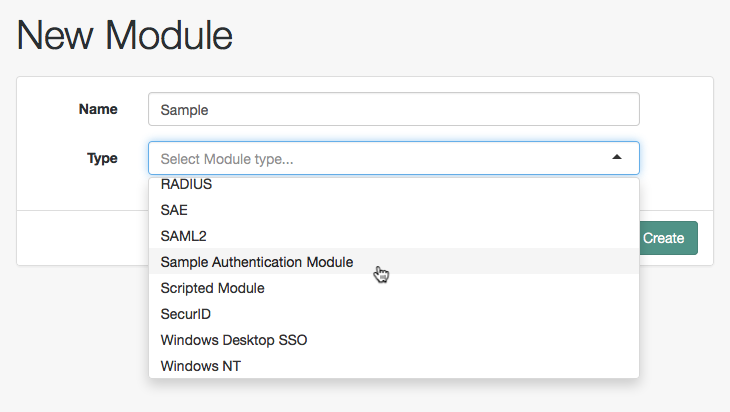 New Module
Name Sample
Type Select Module type...
RADIUS
SAE
SAML2
Create
Sample Authentication Module
Scripted Module
SecurID
Windows Desktop SSO
Windows NT